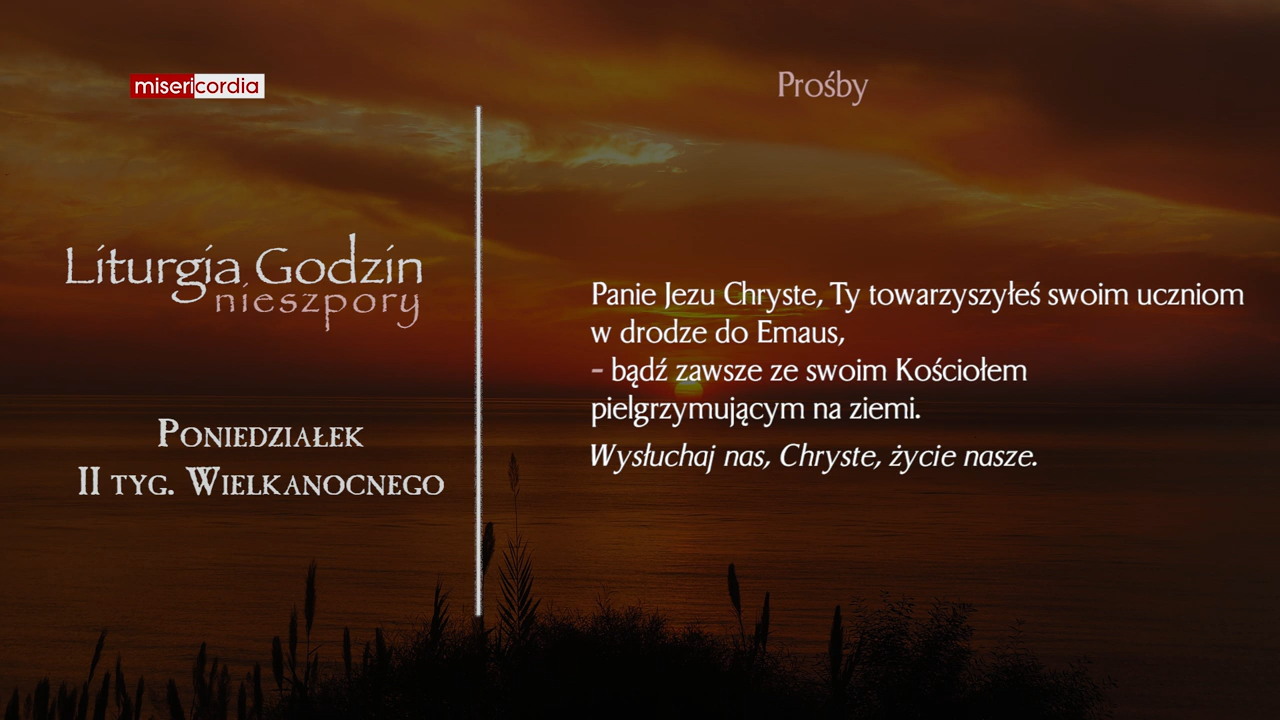 misericordia
Liturgia Godzin
nieszpory
Poniedziałek
II tyg. Wielkanocnego
Prośby
Panie Jezu Chryste, Ty towarzyszyłeś swoim uczniom
w drodze do Emaus,
- bądź zawsze ze swoim Kościołem
pielgrzymującym na ziemi.
Wysłuchaj nas, Chryste, życie nasze.